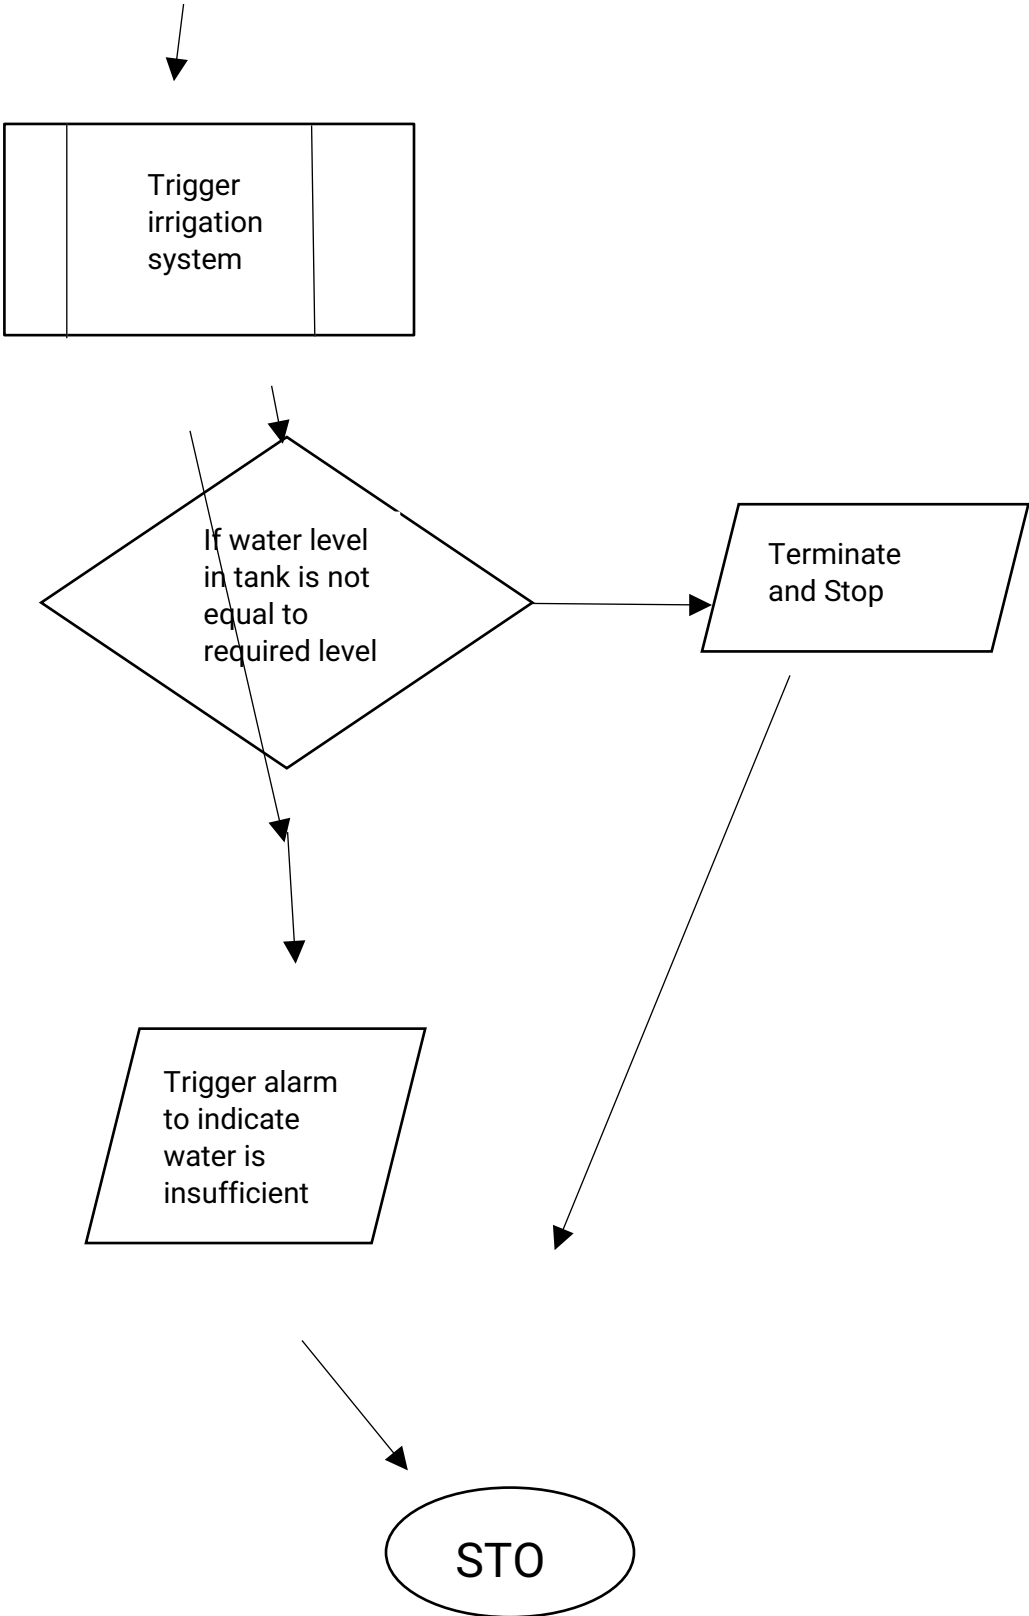 Trigger
irrigation
system
If water level
in tank is not
equal to
required level
Terminate
and Stop
Trigger alarm
to indicate
water is
insufficient
STO